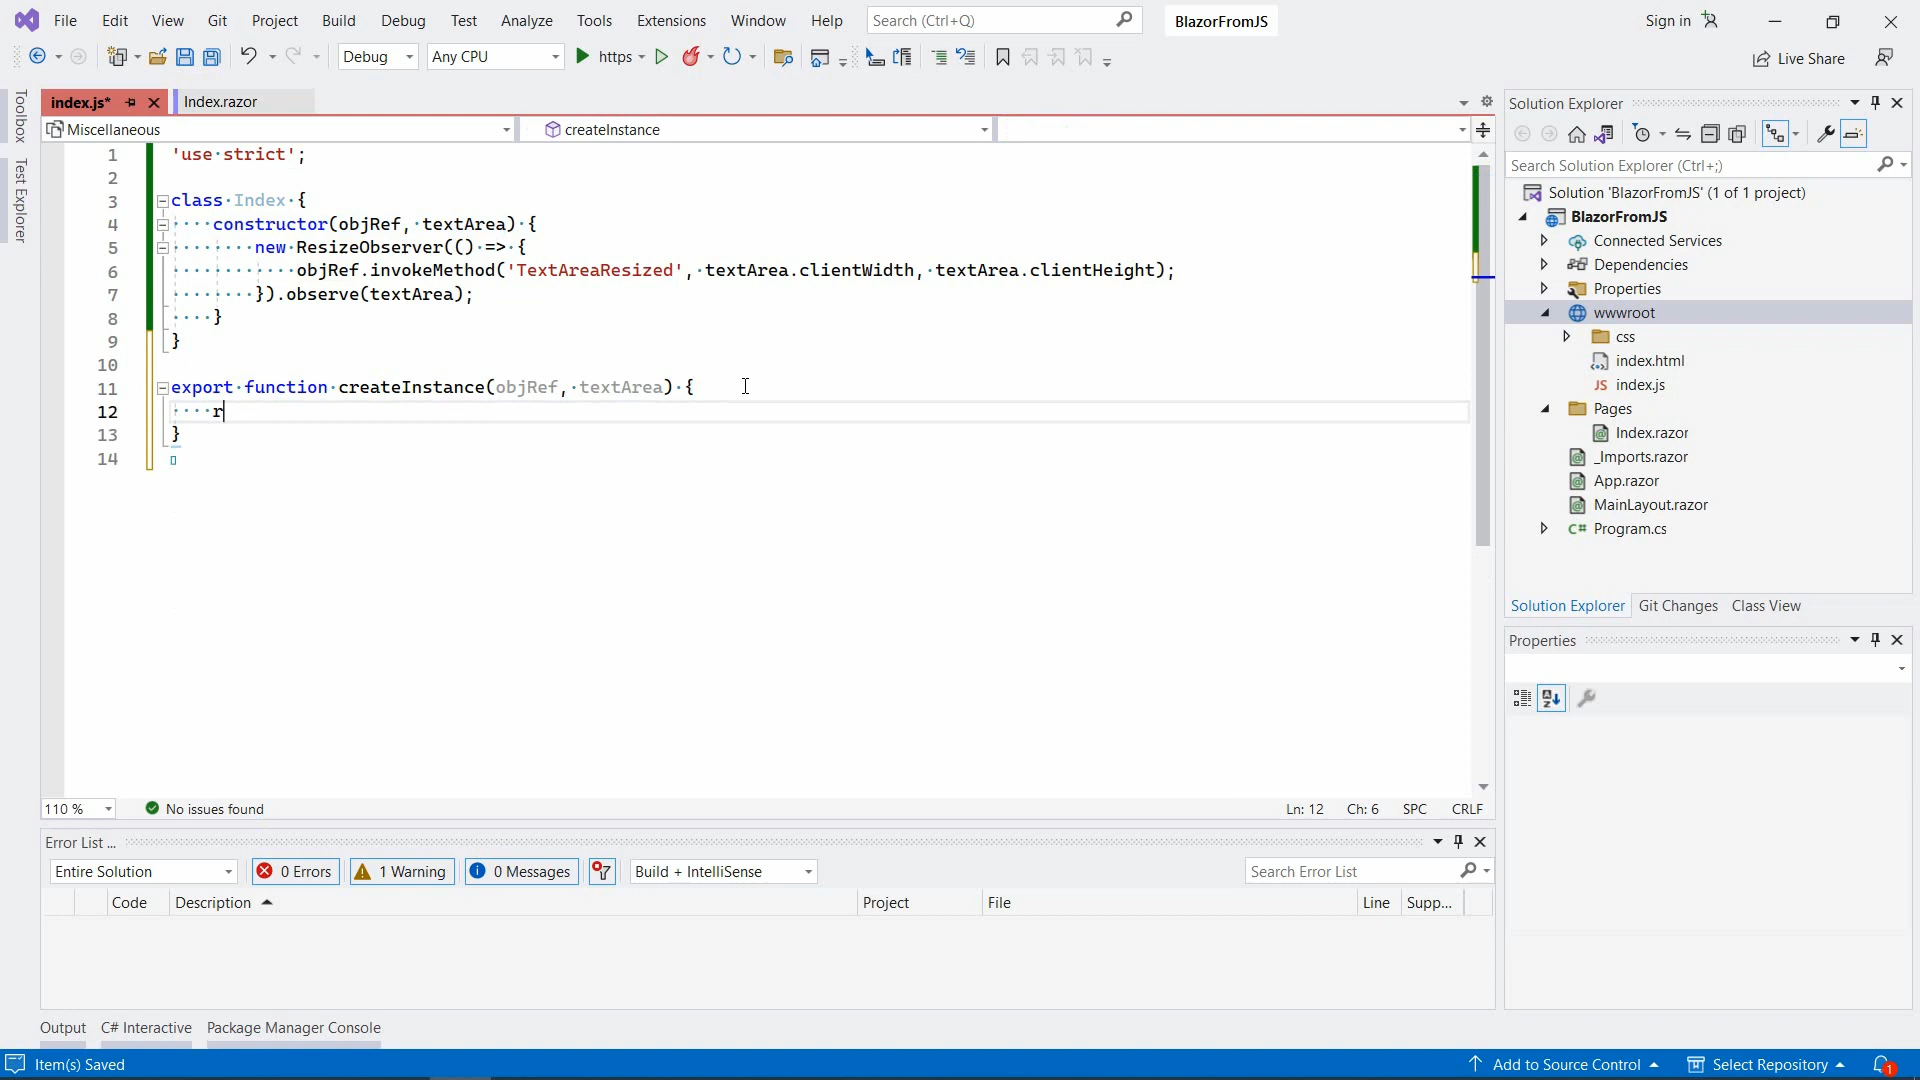 File Edit View Git Project Build Debug Test Analyze Tools Extensions Window Help Search (Ctrl+Q) BlazorFromJS Sign in
Debug Any CPU https Live Share
Toolbox
Test Explorer
index.js* Index.razor
Miscellaneous createInstance
1 'use strict';
2
3 class Index {
4 constructor(objRef, textArea) {
5 new ResizeObserver(() => {
6 objRef.invokeMethod('TextAreaResized', textArea.clientWidth, textArea.clientHeight);
7 }).observe(textArea);
8 }
9 }
10
11 export function createInstance(objRef, textArea) {
12 r
13 }
14
110 % No issues found Ln: 12 Ch: 6 SPC CRLF
Error List ...
Entire Solution 0 Errors 1 Warning 0 Messages Build + IntelliSense Search Error List
Code Description Project File Line Supp...
Output C# Interactive Package Manager Console
Item(s) Saved Add to Source Control Select Repository 1
Solution Explorer
Search Solution Explorer (Ctrl+;)
Solution 'BlazorFromJS' (1 of 1 project)
BlazorFromJS
Connected Services
Dependencies
Properties
wwwroot
css
index.html
JS index.js
Pages
Index.razor
_Imports.razor
App.razor
MainLayout.razor
C# Program.cs
Solution Explorer Git Changes Class View
Properties